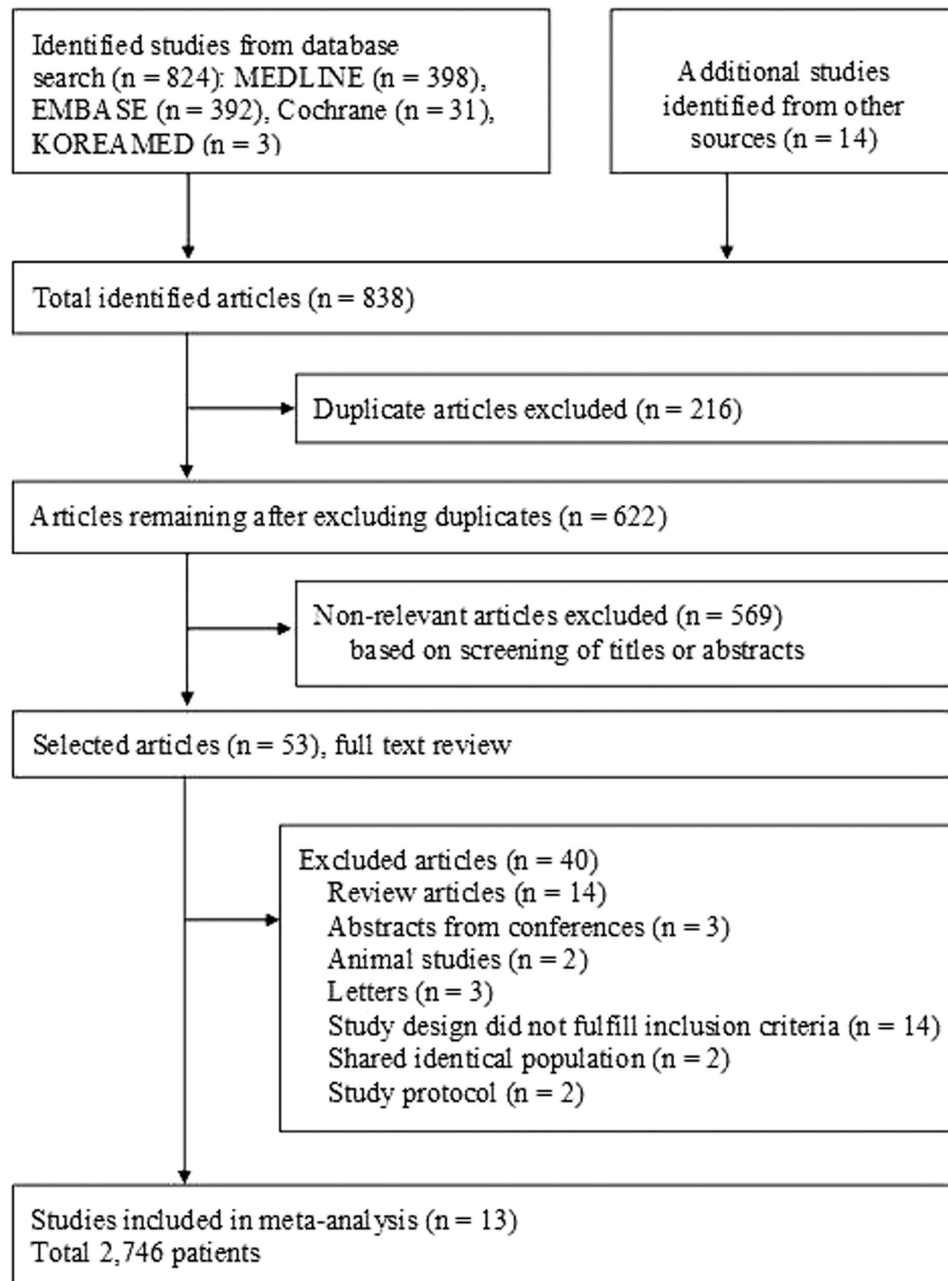 Identified studies from database
search (n = 824): MEDLINE (n = 398),
EMBASE (n = 392), Cochrane (n = 31),
KOREAMED (n = 3)
Additional studies
identified from other
sources (n = 14)
Total identified articles (n = 838)
Duplicate articles excluded (n = 216)
Articles remaining after excluding duplicates (n = 622)
Non-relevant articles excluded (n = 569)
based on screening of titles or abstracts
Selected articles (n = 53), full text review
Excluded articles (n = 40)
Review articles (n = 14)
Abstracts from conferences (n = 3)
Animal studies (n = 2)
Letters (n = 3)
Study design did not fulfill inclusion criteria (n = 14)
Shared identical population (n = 2)
Study protocol (n = 2)
Studies included in meta-analysis (n = 13)
Total 2,746 patients